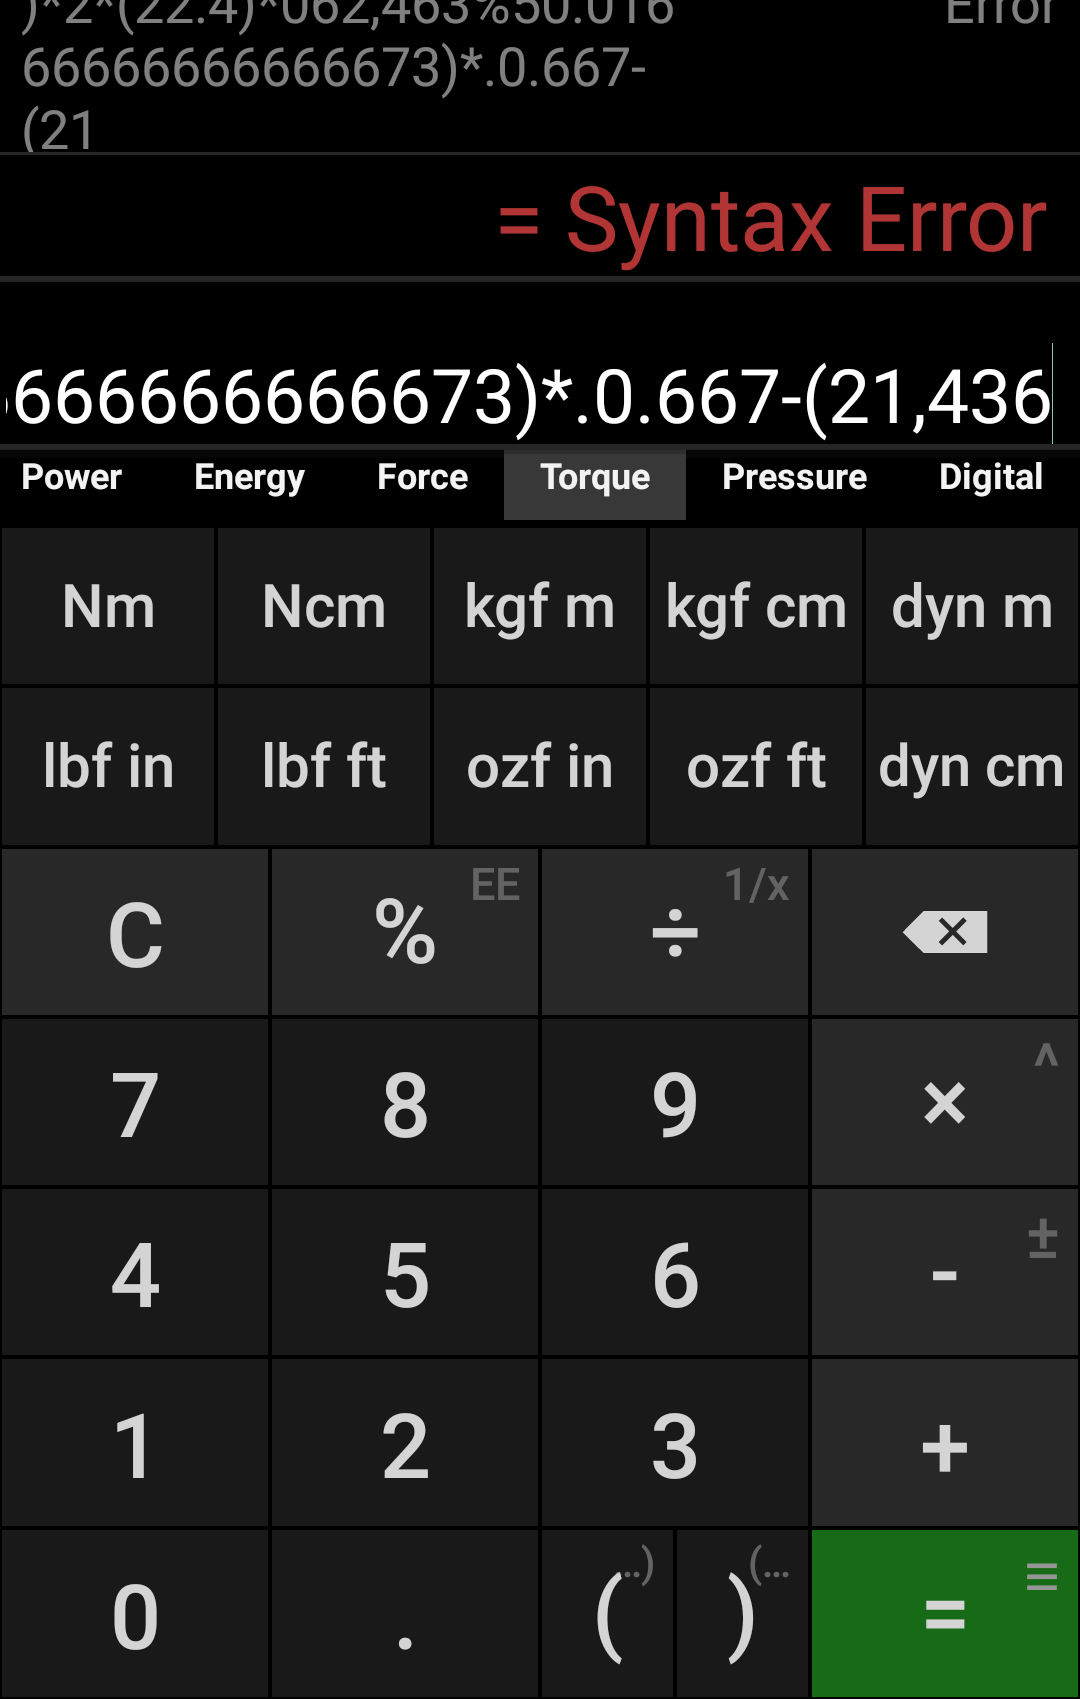 )*2*(22.4)*062,463%50.016 Error
66666666666673)*.0.667-
(21
= Syntax Error
66666666666673)*.0.667-(21,436
Power Energy Force Torque Pressure Digital
Nm Ncm kgf m kgf cm dyn m
lbf in lbf ft ozf in ozf ft dyn cm
C % EE ÷ 1/x
7 8 9 × ^
4 5 6 - ±
1 2 3 +
0 . ( ..) ) (... = ≡